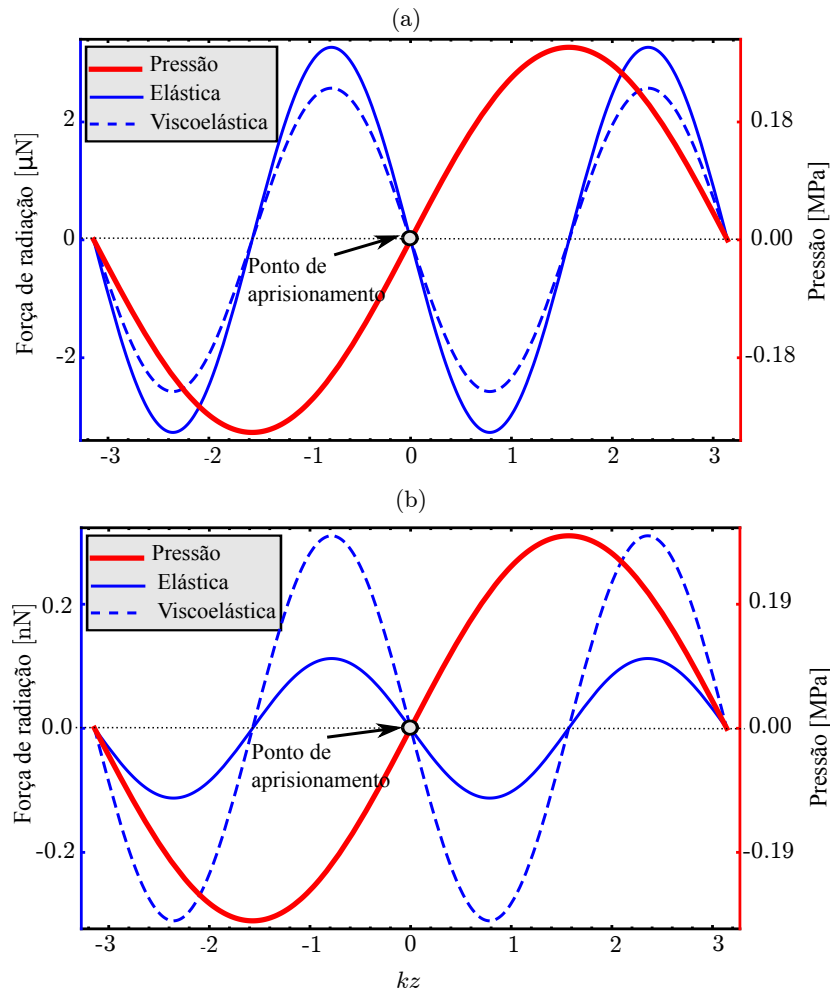 (a)
Pressão
Elástica
Viscoelástica
Força de radiação [μN]
2
0
-2
Pressão [MPa]
0.18
0.00
-0.18
Ponto de
aprisionamento
-3 -2 -1 0 1 2 3
(b)
Pressão
Elástica
Viscoelástica
Força de radiação [nN]
0.2
0.0
-0.2
Pressão [MPa]
0.19
0.00
-0.19
Ponto de
aprisionamento
-3 -2 -1 0 1 2 3
kz